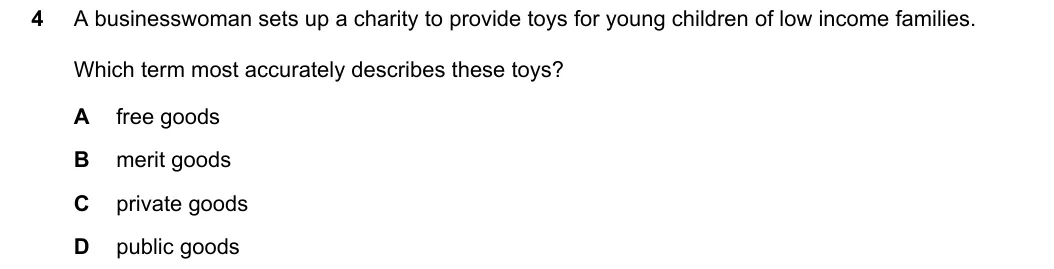 4 A businesswoman sets up a charity to provide toys for young children of low income families.
Which term most accurately describes these toys?
A free goods
B merit goods
C private goods
D public goods